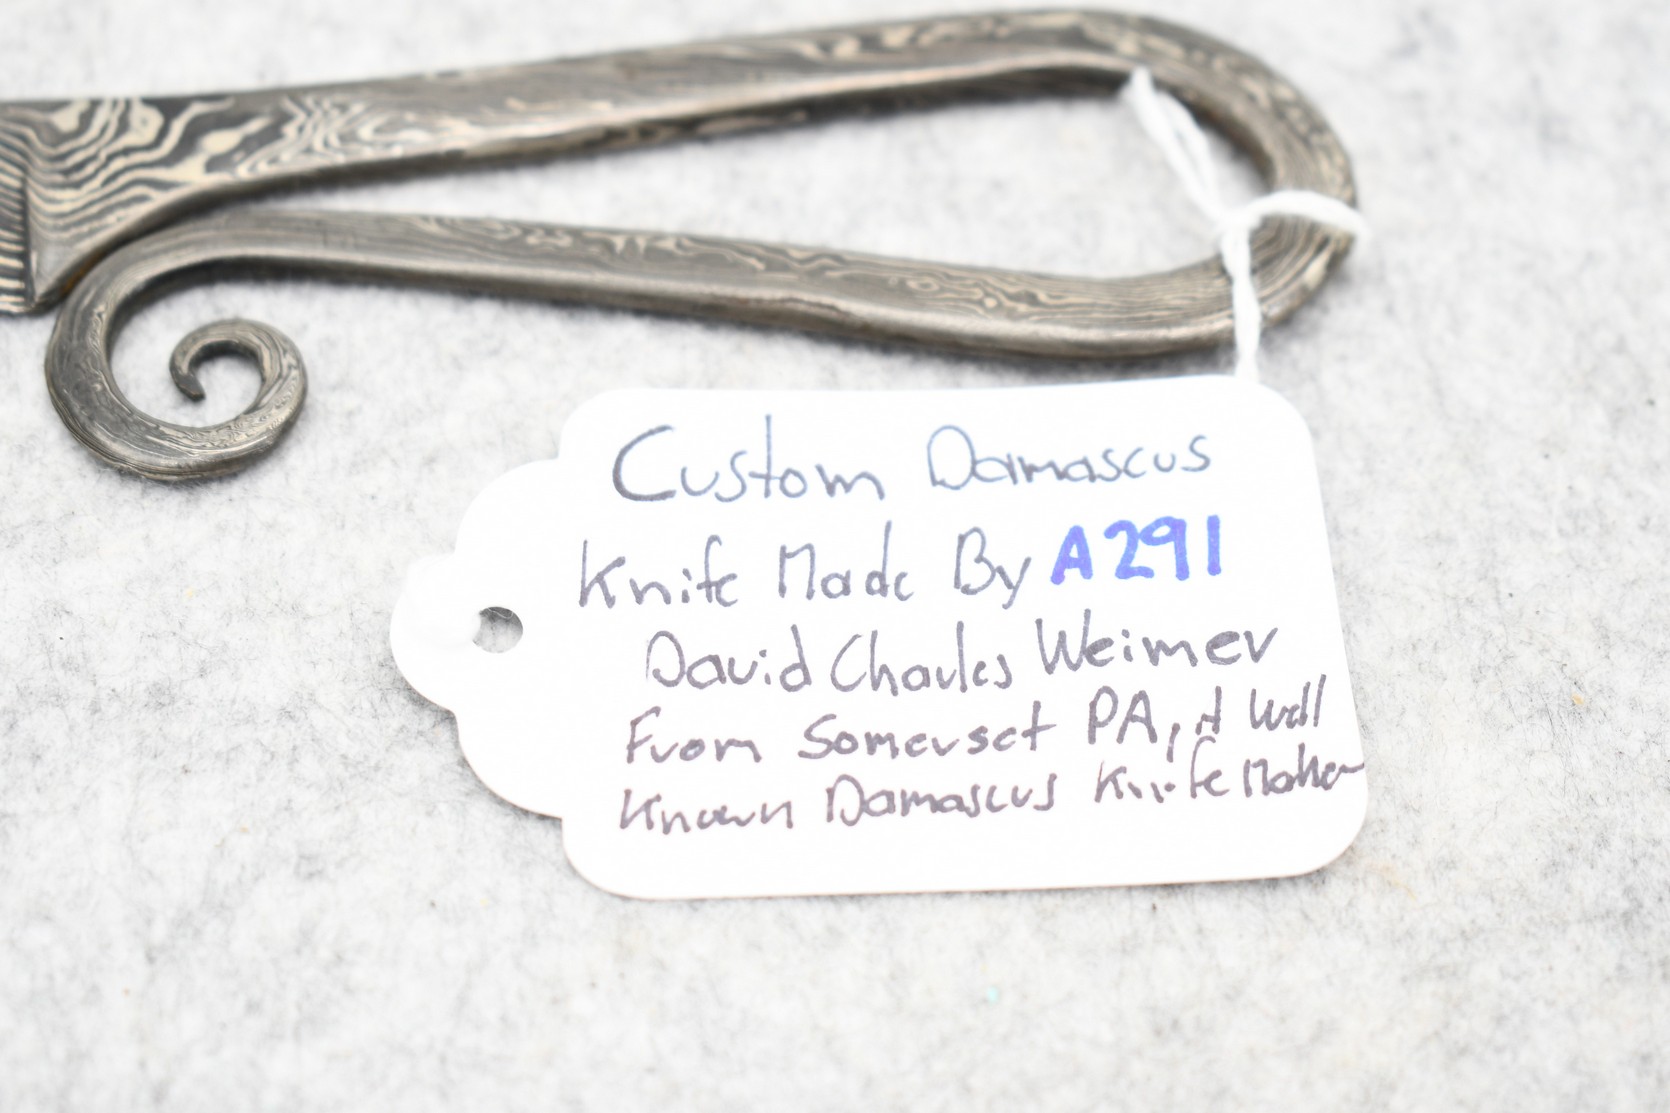 Custom Damascus
Knife Made By A291
David Charles Weimer
From Somerset PA, A Well
Known Damascus Knife Maker